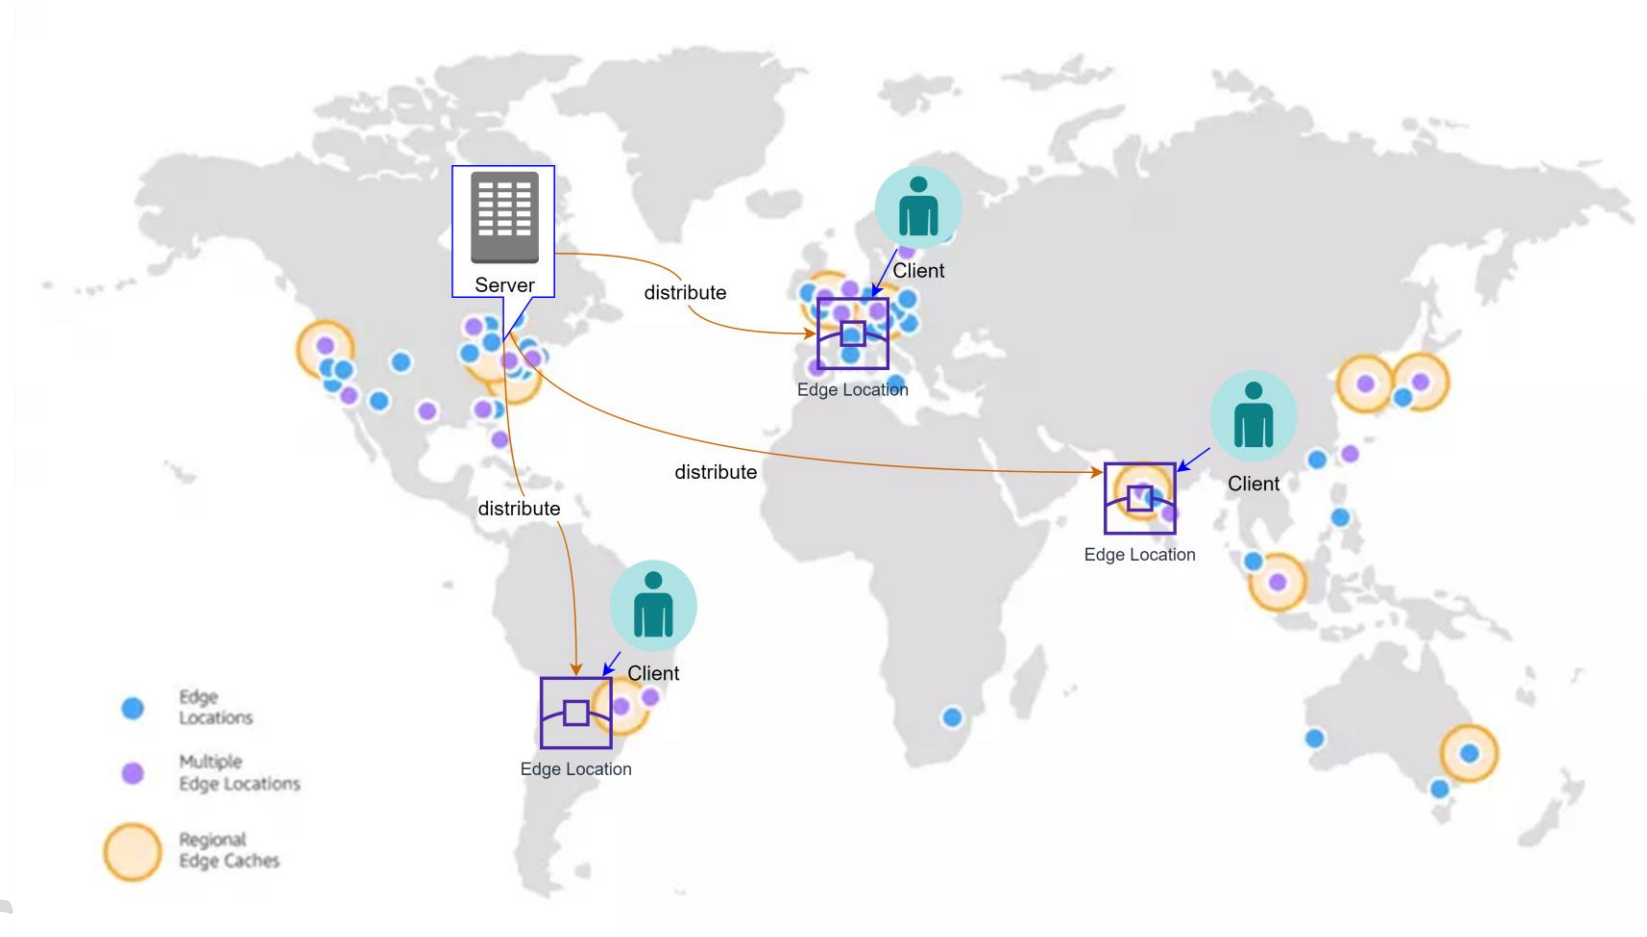 Server
Client
distribute
Edge Location
distribute
Client
Edge Location
distribute
Client
Edge Location
Edge
Locations
Multiple
Edge Locations
Regional
Edge Caches